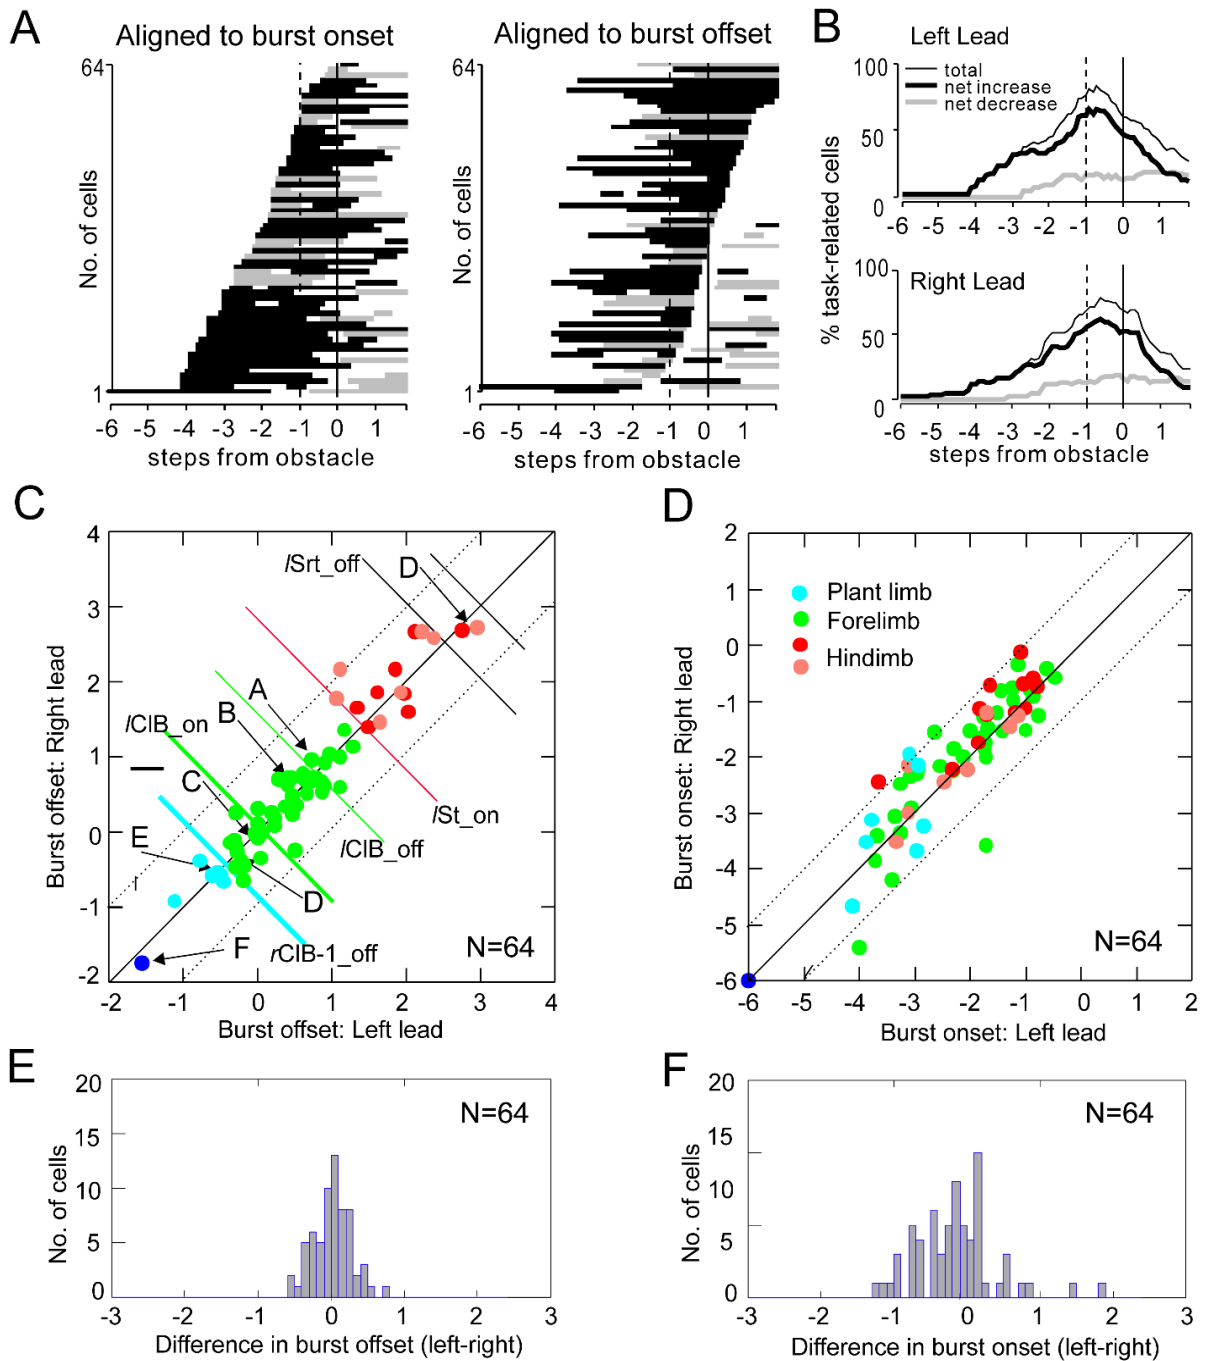 A
Aligned to burst onset
64
No. of cells
1
-6 -5 -4 -3 -2 -1 0 1
steps from obstacle
Aligned to burst offset
64
No. of cells
1
-6 -5 -4 -3 -2 -1 0 1
steps from obstacle
B
Left Lead
100
total
net increase
net decrease
50
0
-6 -5 -4 -3 -2 -1 0 1
% task-related cells
100
Right Lead
50
0
-6 -5 -4 -3 -2 -1 0 1
steps from obstacle
C
4
3
2
1
0
-1
-2
Burst offset: Right lead
lSrt_off
D
A
B
lClB_on
C
E
lSt_on
lClB_off
D
F
rClB-1_off
N=64
-2 -1 0 1 2 3 4
Burst offset: Left lead
D
2
1
0
-1
-2
-3
-4
-5
-6
Burst onset: Right lead
Plant limb
Forelimb
Hindimb
N=64
-6 -5 -4 -3 -2 -1 0 1 2
Burst onset: Left lead
E
20
15
10
5
0
No. of cells
N=64
-3 -2 -1 0 1 2 3
Difference in burst offset (left-right)
F
20
15
10
5
0
No. of cells
N=64
-3 -2 -1 0 1 2 3
Difference in burst onset (left-right)